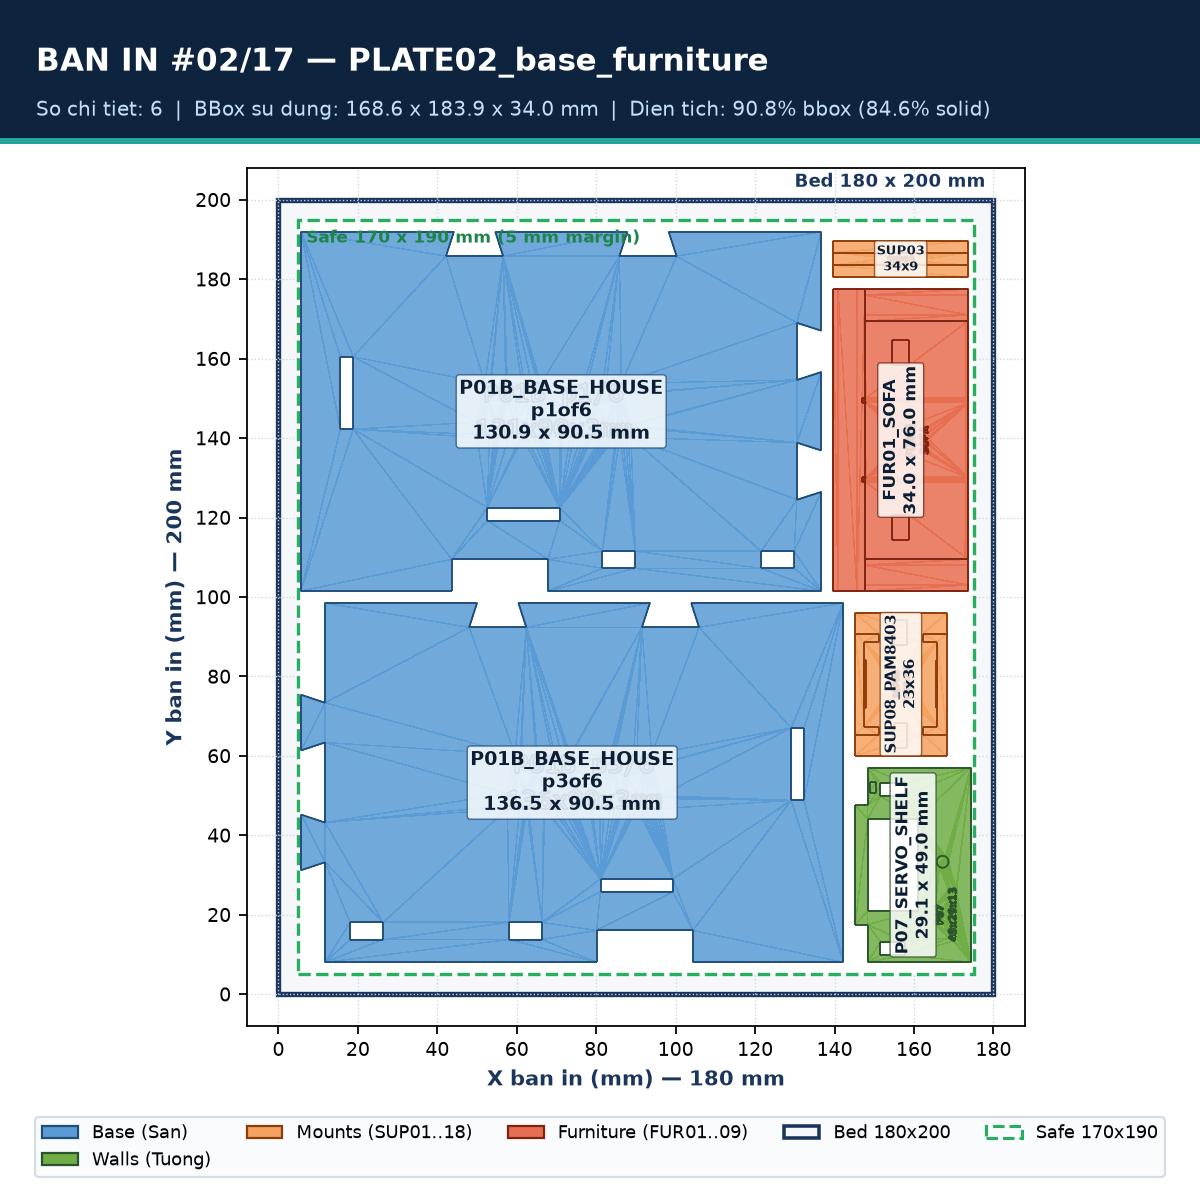 BAN IN #02/17 — PLATE02_base_furniture
So chi tiet: 6 | BBox su dung: 168.6 x 183.9 x 34.0 mm | Dien tich: 90.8% bbox (84.6% solid)
Bed 180 x 200 mm
Safe 170 x 190 mm (5 mm margin)
SUP03
34x9
P01B_BASE_HOUSE
p1of6
130.9 x 90.5 mm
FUR01_SOFA
34.0 x 76.0 mm
SUP08_PAM8403
23x36
P01B_BASE_HOUSE
p3of6
136.5 x 90.5 mm
P07_SERVO_SHELF
29.1 x 49.0 mm
P07
49x29x13
200
180
160
140
120
100
80
60
40
20
0
Y ban in (mm) — 200 mm
0 20 40 60 80 100 120 140 160 180
X ban in (mm) — 180 mm
Base (San)
Mounts (SUP01..18)
Furniture (FUR01..09)
Bed 180x200
Safe 170x190
Walls (Tuong)